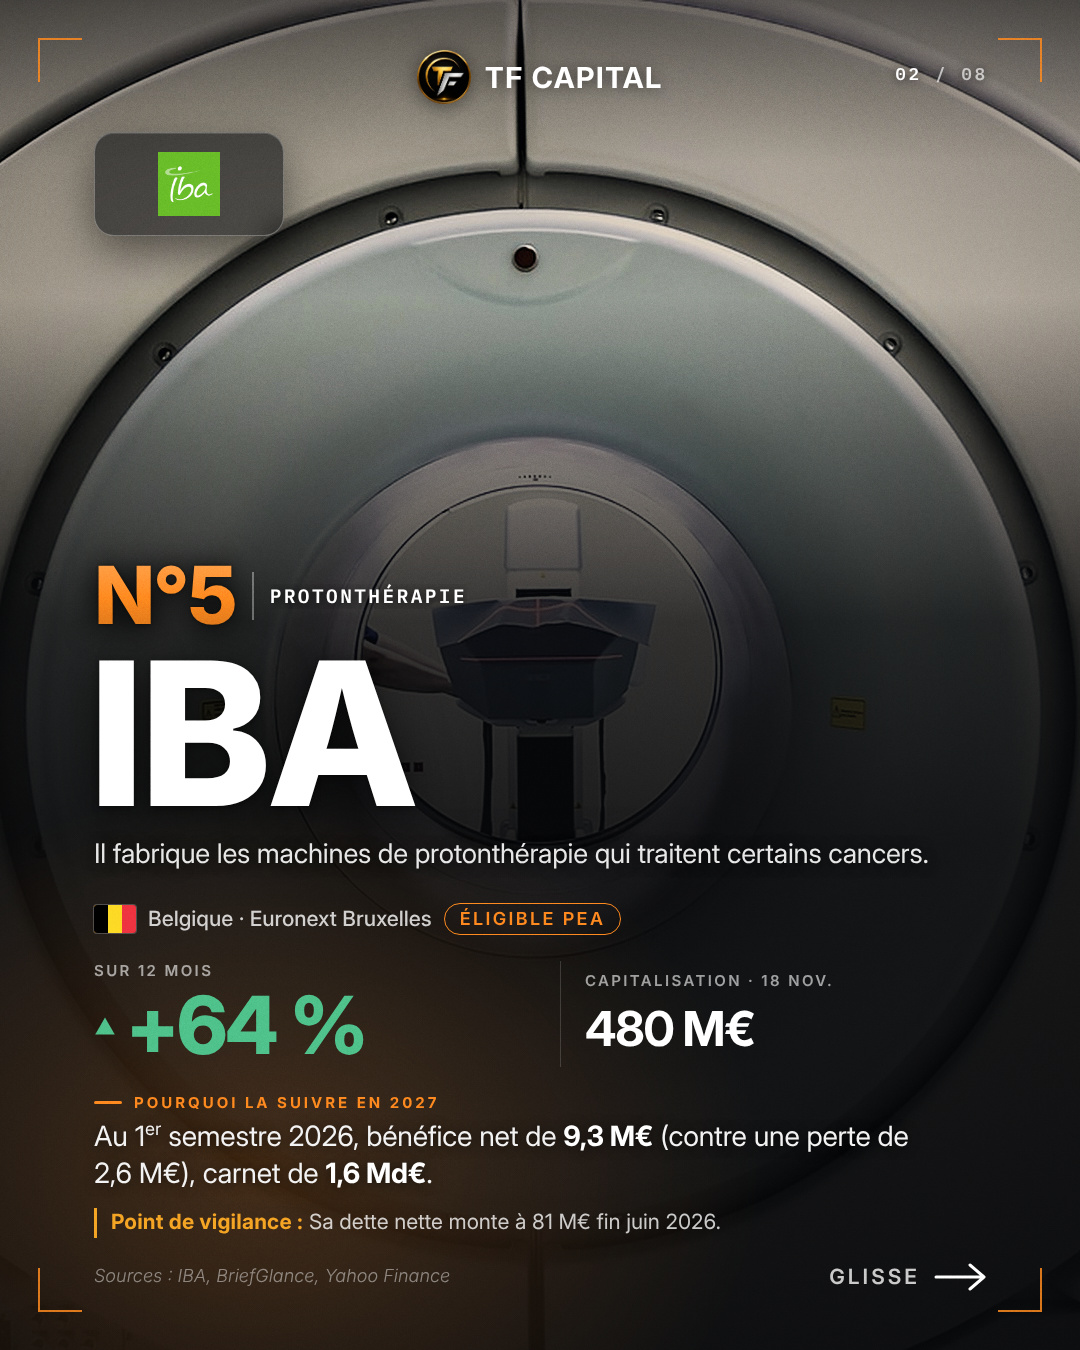 TF CAPITAL
02 / 08
iba
N°5
PROTONTHÉRAPIE
IBA
Il fabrique les machines de protonthérapie qui traitent certains cancers.
Belgique · Euronext Bruxelles
ÉLIGIBLE PEA
SUR 12 MOIS
▲ +64 %
CAPITALISATION · 18 NOV.
480 M€
POURQUOI LA SUIVRE EN 2027
Au 1er semestre 2026, bénéfice net de 9,3 M€ (contre une perte de
2,6 M€), carnet de 1,6 Md€.
Point de vigilance : Sa dette nette monte à 81 M€ fin juin 2026.
Sources : IBA, BriefGlance, Yahoo Finance
GLISSE